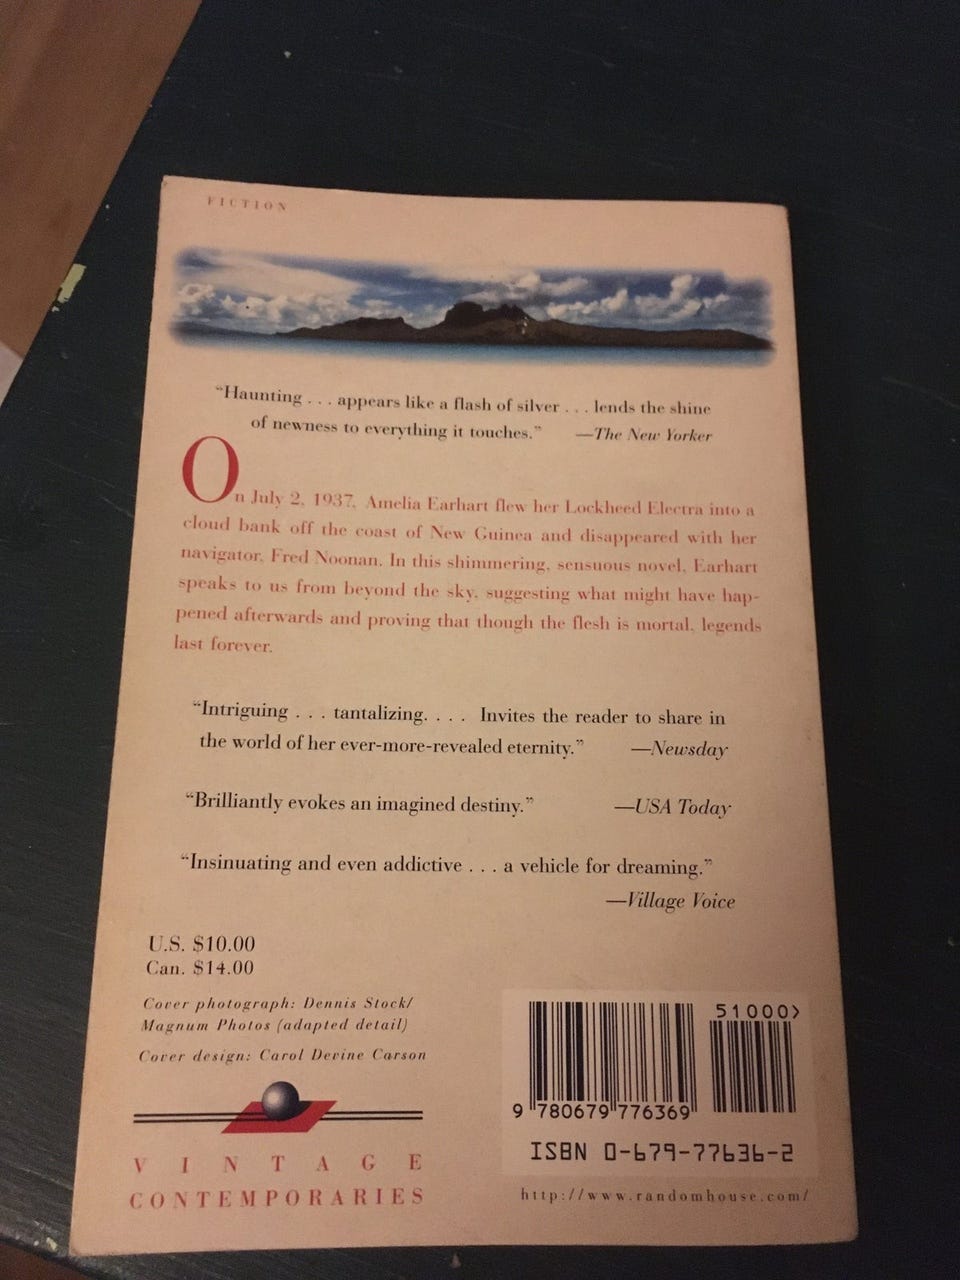 FICTION
“Haunting . . . appears like a flash of silver . . . lends the shine
of newness to everything it touches.” —The New Yorker
On July 2, 1937, Amelia Earhart flew her Lockheed Electra into a
cloud bank off the coast of New Guinea and disappeared with her
navigator, Fred Noonan. In this shimmering, sensuous novel, Earhart
speaks to us from beyond the sky, suggesting what might have hap-
pened afterwards and proving that though the flesh is mortal, legends
last forever.
“Intriguing . . . tantalizing. . . . Invites the reader to share in
the world of her ever-more-revealed eternity.” —Newsday
“Brilliantly evokes an imagined destiny.” —USA Today
“Insinuating and even addictive . . . a vehicle for dreaming.”
—Village Voice
U.S. $10.00
Can. $14.00
Cover photograph: Dennis Stock/
Magnum Photos (adapted detail)
Cover design: Carol Devine Carson
VINTAGE
CONTEMPORARIES
51000>
9 780679 776369
ISBN 0-679-77636-2
http://www.randomhouse.com/